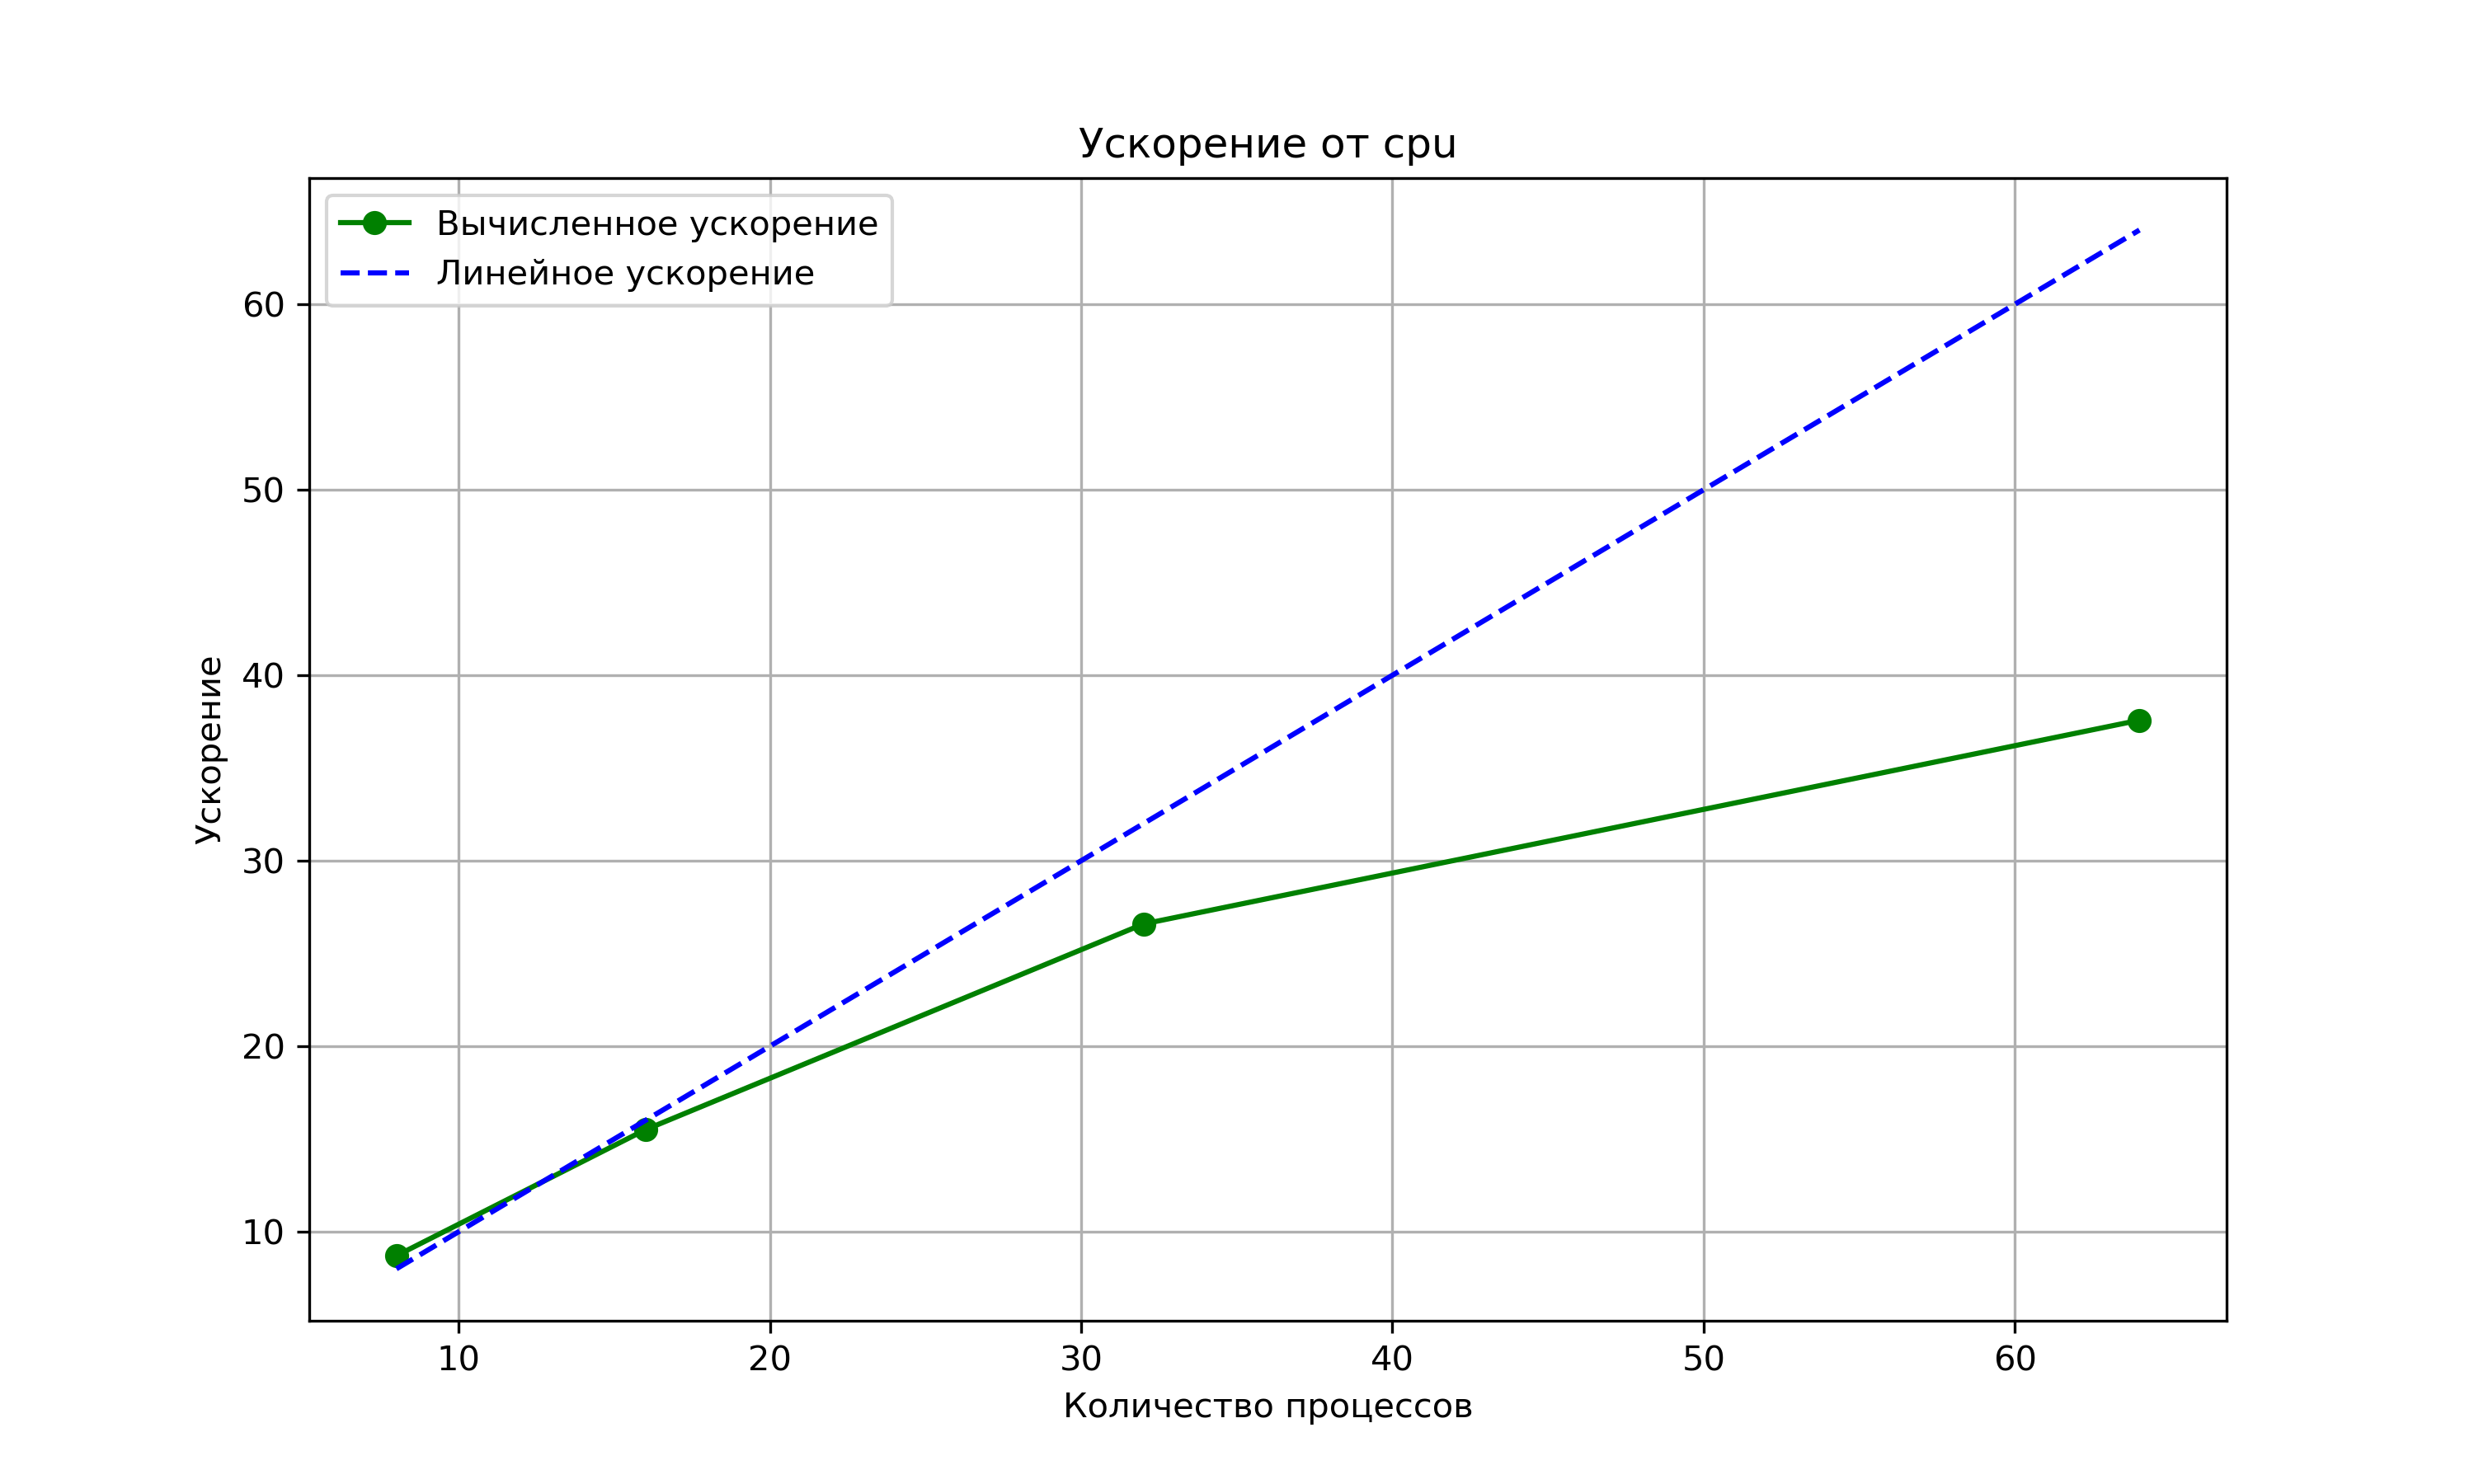 Ускорение от cpu
Вычисленное ускорение
Линейное ускорение
60
50
40
30
20
10
Ускорение
10 20 30 40 50 60
Количество процессов